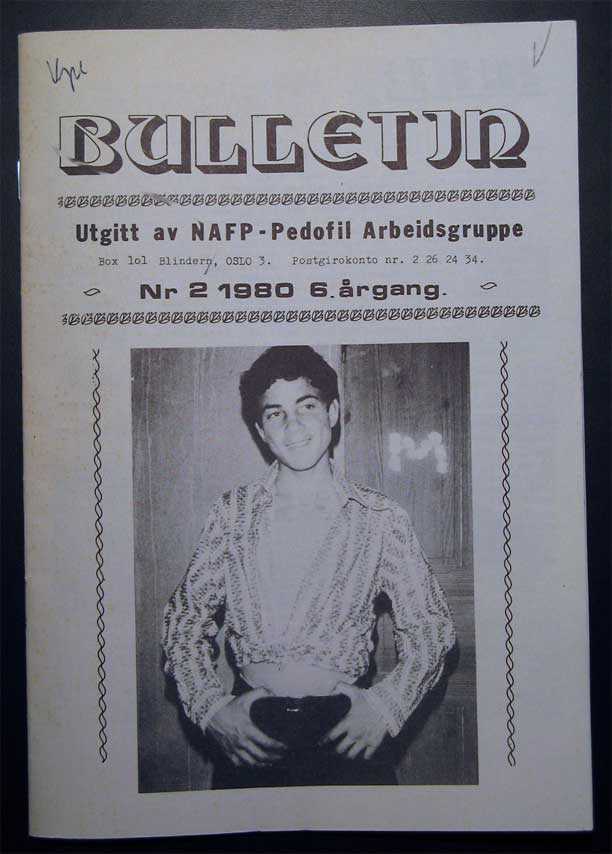 BULLETIN
Utgitt av NAFP-Pedofil Arbeidsgruppe
Box 101 Blindern, OSLO 3. Postgirokonto nr. 2 26 24 34.
Nr 2 1980 6. årgang.
M